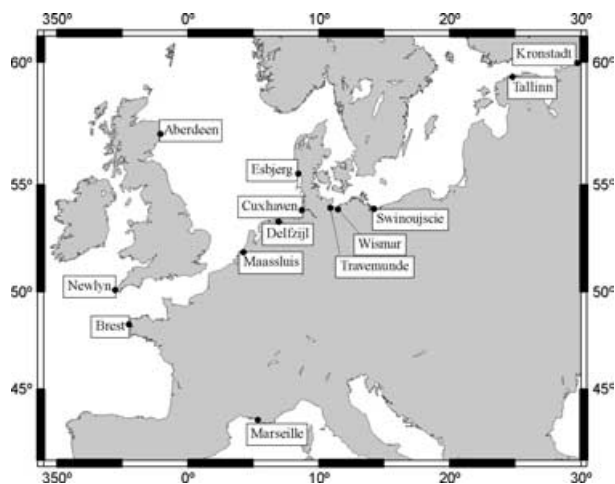 350° 0° 10° 20° 30°
Kronstadt
60° 60°
Tallinn
Aberdeen
Esbjerg
55° 55°
Cuxhaven
Swinoujscie
Delfzijl
Wismar
Maassluis
Travemunde
Newlyn
50° 50°
Brest
45° 45°
Marseille
350° 0° 10° 20° 30°